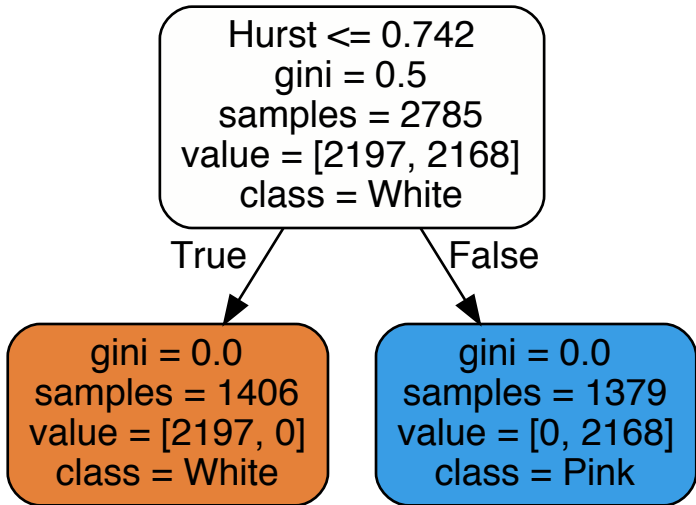 Hurst <= 0.742
gini = 0.5
samples = 2785
value = [2197, 2168]
class = White
True
False
gini = 0.0
samples = 1406
value = [2197, 0]
class = White
gini = 0.0
samples = 1379
value = [0, 2168]
class = Pink